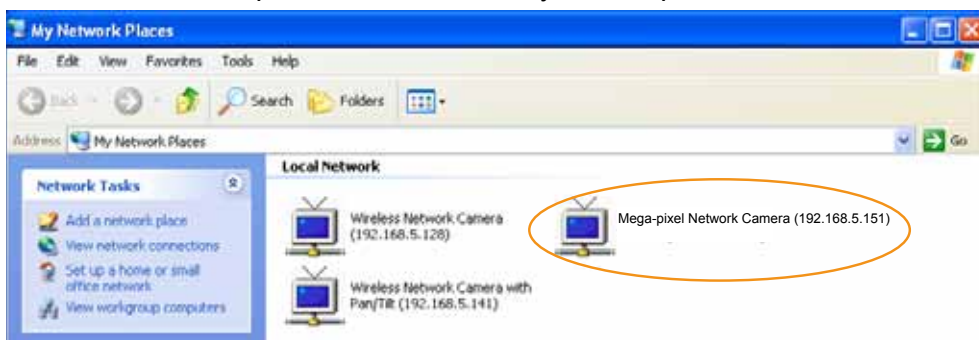 My Network Places
File Edit View Favorites Tools Help
Back Search Folders
Address My Network Places Go
Local Network
Network Tasks
Add a network place
View network connections
Set up a home or small
office network
View workgroup computers
Wireless Network Camera
(192.168.5.128)
Mega-pixel Network Camera (192.168.5.151)
Wireless Network Camera with
Pan/Tilt (192.168.5.141)